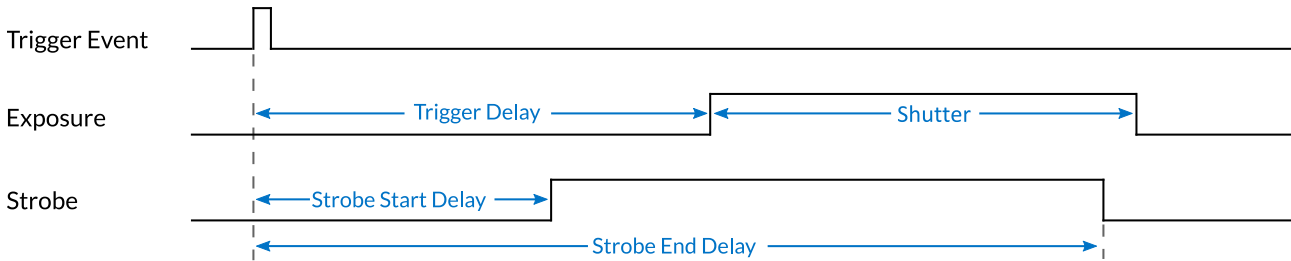 Trigger Event
Exposure
Trigger Delay
Shutter
Strobe
Strobe Start Delay
Strobe End Delay